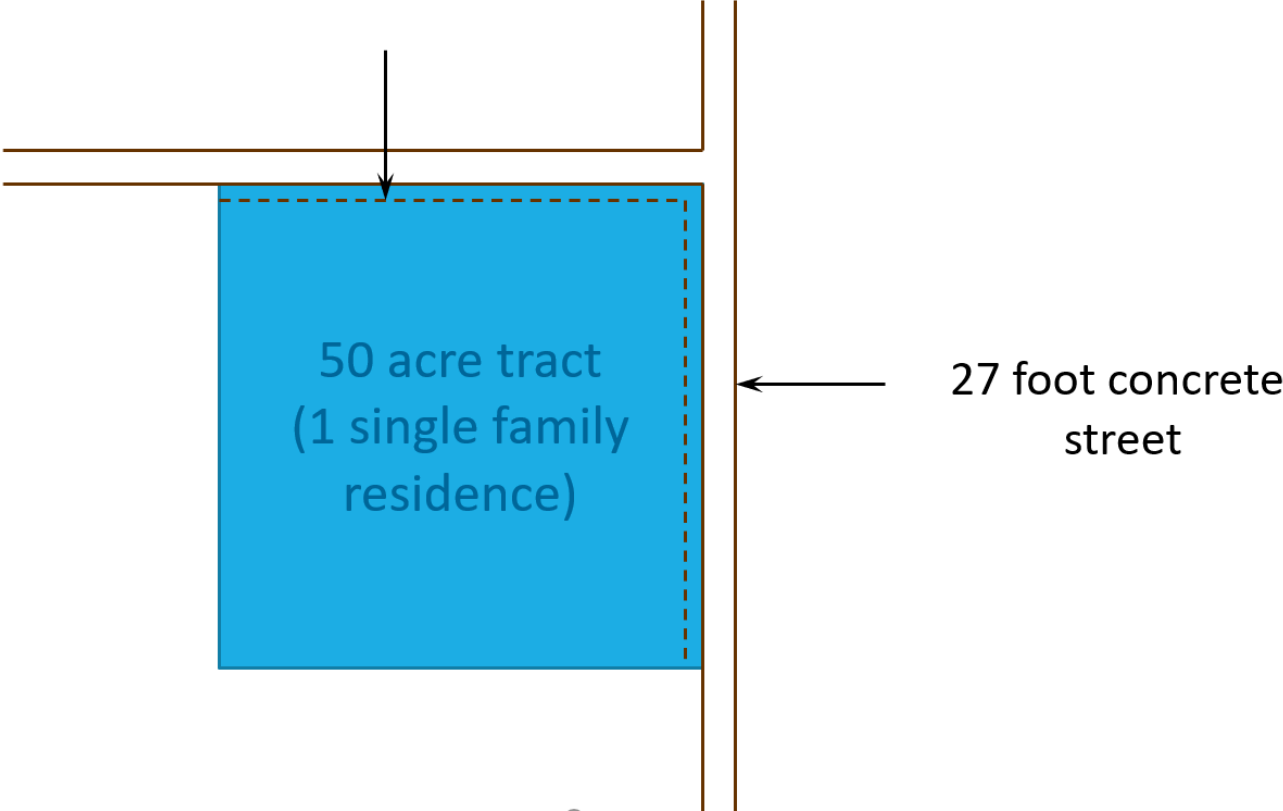 50 acre tract
(1 single family
residence)
27 foot concrete
street